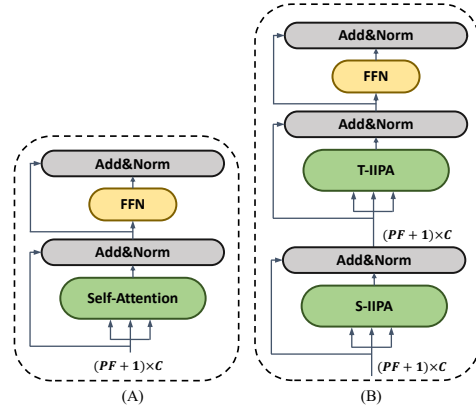 Add&Norm
FFN
Add&Norm
Self-Attention
(PF + 1)×C
(A)
Add&Norm
FFN
Add&Norm
T-IIPA
(PF + 1)×C
Add&Norm
S-IIPA
(PF + 1)×C
(B)